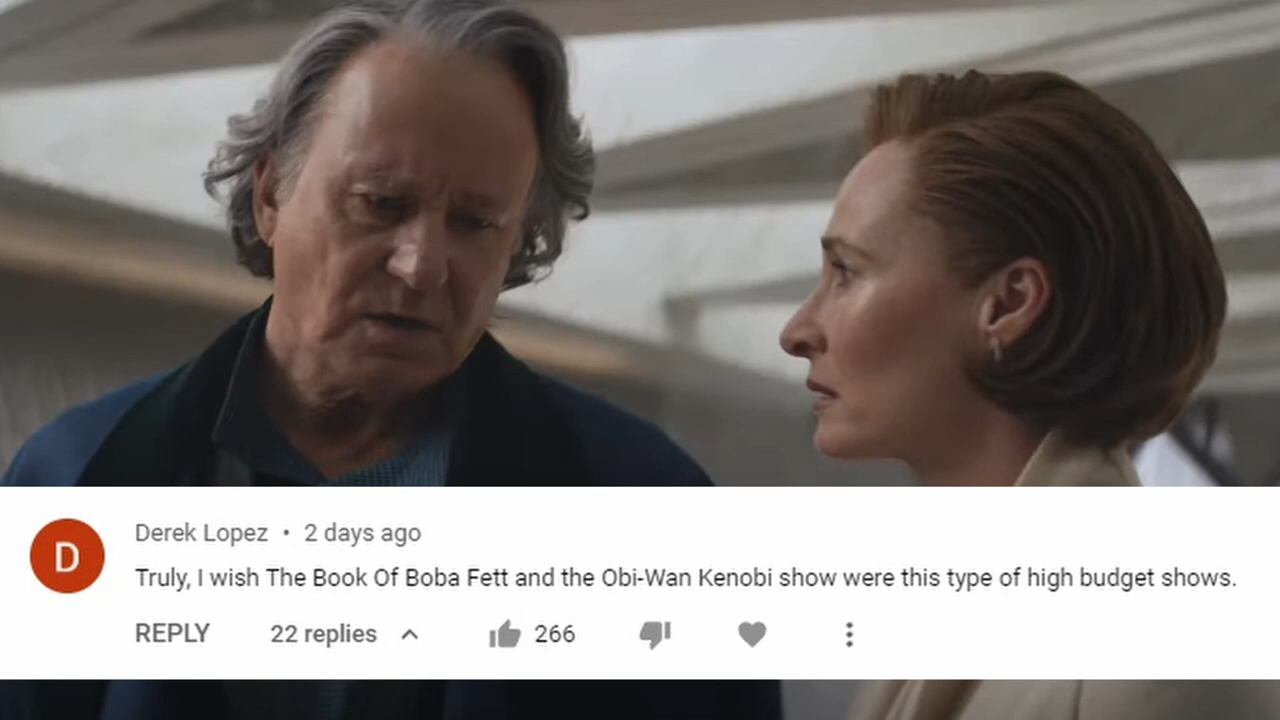 D
Derek Lopez • 2 days ago
Truly, I wish The Book Of Boba Fett and the Obi-Wan Kenobi show were this type of high budget shows.
REPLY 22 replies 266